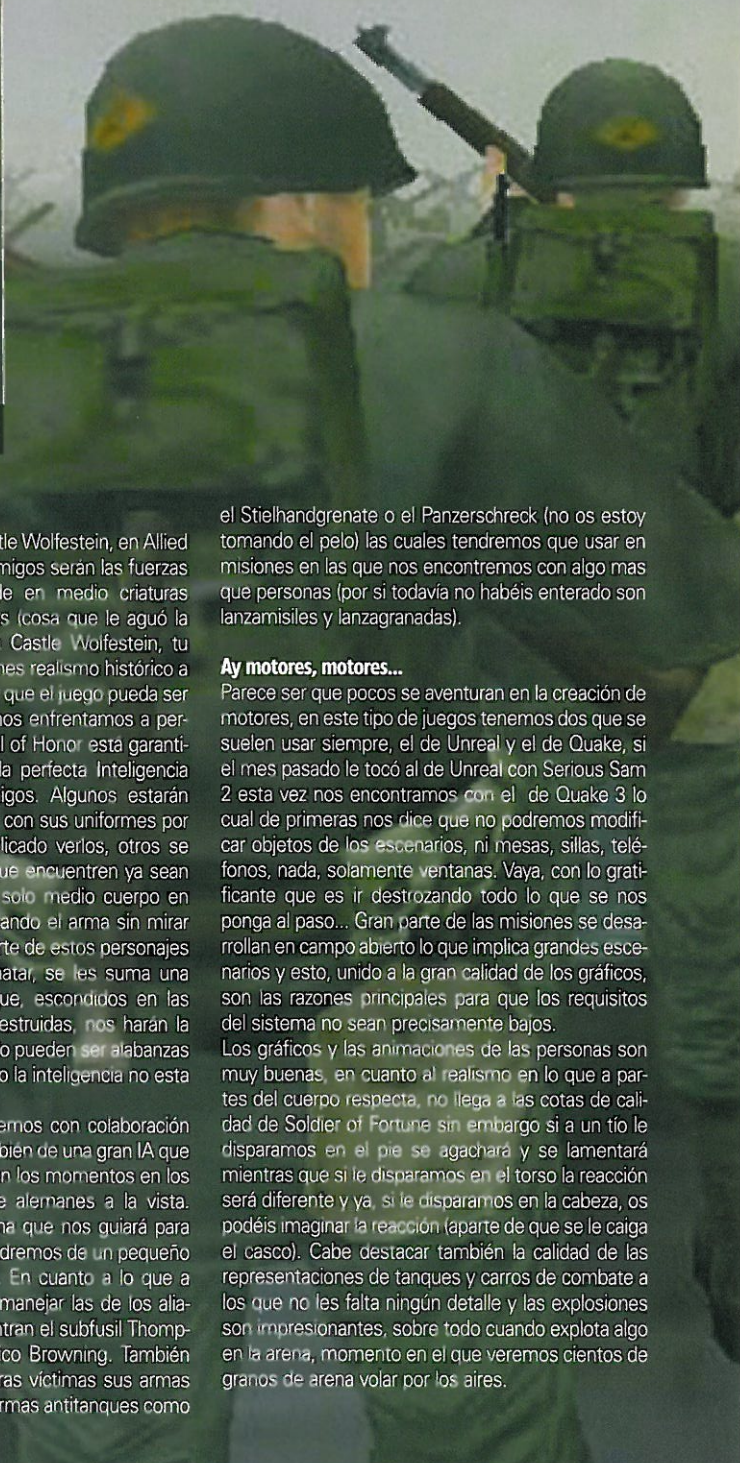 tle Wolfestein, en Allied
migos serán las fuerzas
le en medio criaturas
s (cosa que le aguó la
Castle Wolfestein, tu
nes realismo histórico a
que el juego pueda ser
nos enfrentamos a per-
l of Honor está garanti-
la perfecta Inteligencia
igos. Algunos estarán
con sus uniformes por
licado verlos, otros se
ue encuentren ya sean
solo medio cuerpo en
ando el arma sin mirar
rte de estos personajes
natar, se les suma una
ue, escondidos en las
estruidas, nos harán la
o pueden ser alabanzas
o la inteligencia no esta
emos con colaboración
bién de una gran IA que
n los momentos en los
e alemanes a la vista.
na que nos guiará para
dremos de un pequeño
. En cuanto a lo que a
manejar las de los alia-
tran el subfusil Thomp-
ico Browning. También
ras víctimas sus armas
rmas antitanques como
el Stielhandgrenate o el Panzerschreck (no os estoy
tomando el pelo) las cuales tendremos que usar en
misiones en las que nos encontremos con algo mas
que personas (por si todavía no habéis enterado son
lanzamisiles y lanzagranadas).
Ay motores, motores...
Parece ser que pocos se aventuran en la creación de
motores, en este tipo de juegos tenemos dos que se
suelen usar siempre, el de Unreal y el de Quake, si
el mes pasado le tocó al de Unreal con Serious Sam
2 esta vez nos encontramos con el de Quake 3 lo
cual de primeras nos dice que no podremos modifi-
car objetos de los escenarios, ni mesas, sillas, telé-
fonos, nada, solamente ventanas. Vaya, con lo grati-
ficante que es ir destrozando todo lo que se nos
ponga al paso... Gran parte de las misiones se desa-
rrollan en campo abierto lo que implica grandes esce-
narios y esto, unido a la gran calidad de los gráficos,
son las razones principales para que los requisitos
del sistema no sean precisamente bajos.
Los gráficos y las animaciones de las personas son
muy buenas, en cuanto al realismo en lo que a par-
tes del cuerpo respecta, no llega a las cotas de cali-
dad de Soldier of Fortune sin embargo si a un tío le
disparamos en el pie se agachará y se lamentará
mientras que si le disparamos en el torso la reacción
será diferente y ya, si le disparamos en la cabeza, os
podéis imaginar la reacción (aparte de que se le caiga
el casco). Cabe destacar también la calidad de las
representaciones de tanques y carros de combate a
los que no les falta ningún detalle y las explosiones
son impresionantes, sobre todo cuando explota algo
en la arena, momento en el que veremos cientos de
granos de arena volar por los aires.